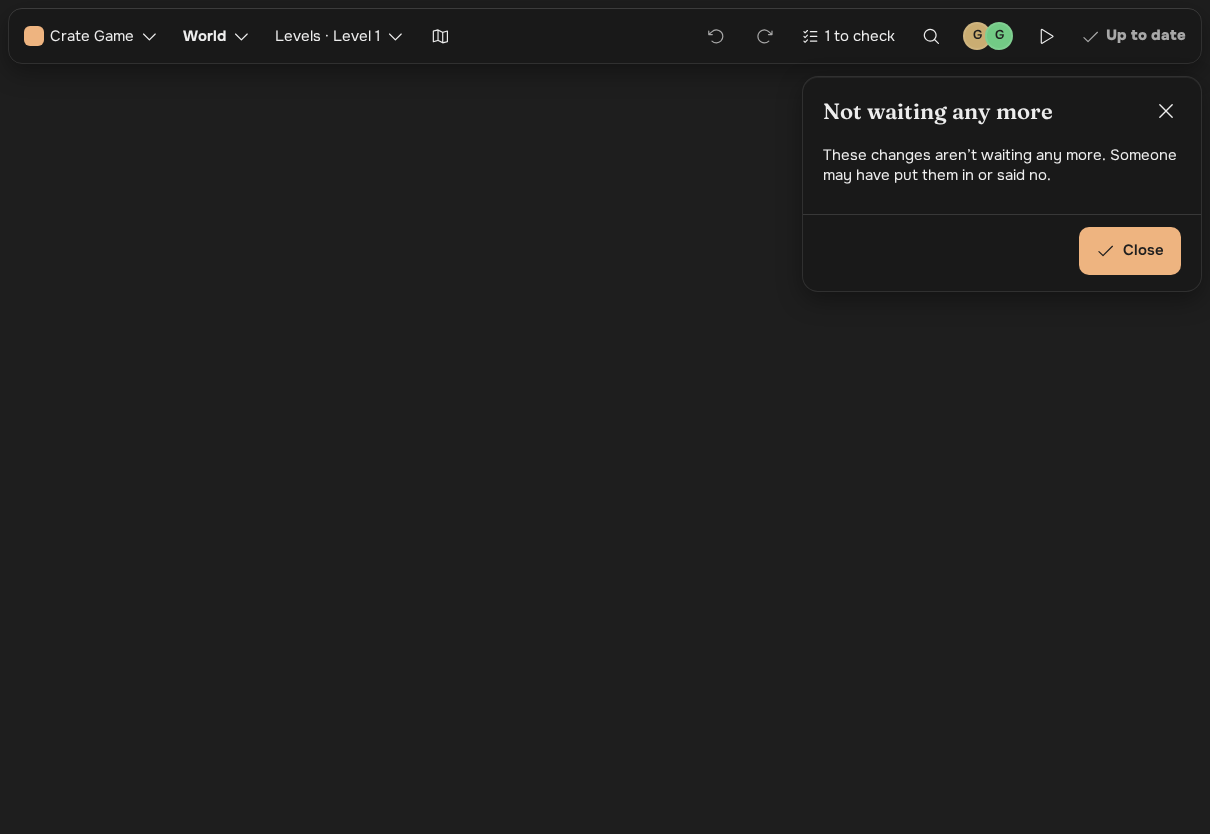 Crate Game
World
Levels · Level 1
1 to check
G
G
Up to date
Not waiting any more
These changes aren’t waiting any more. Someone
may have put them in or said no.
Close